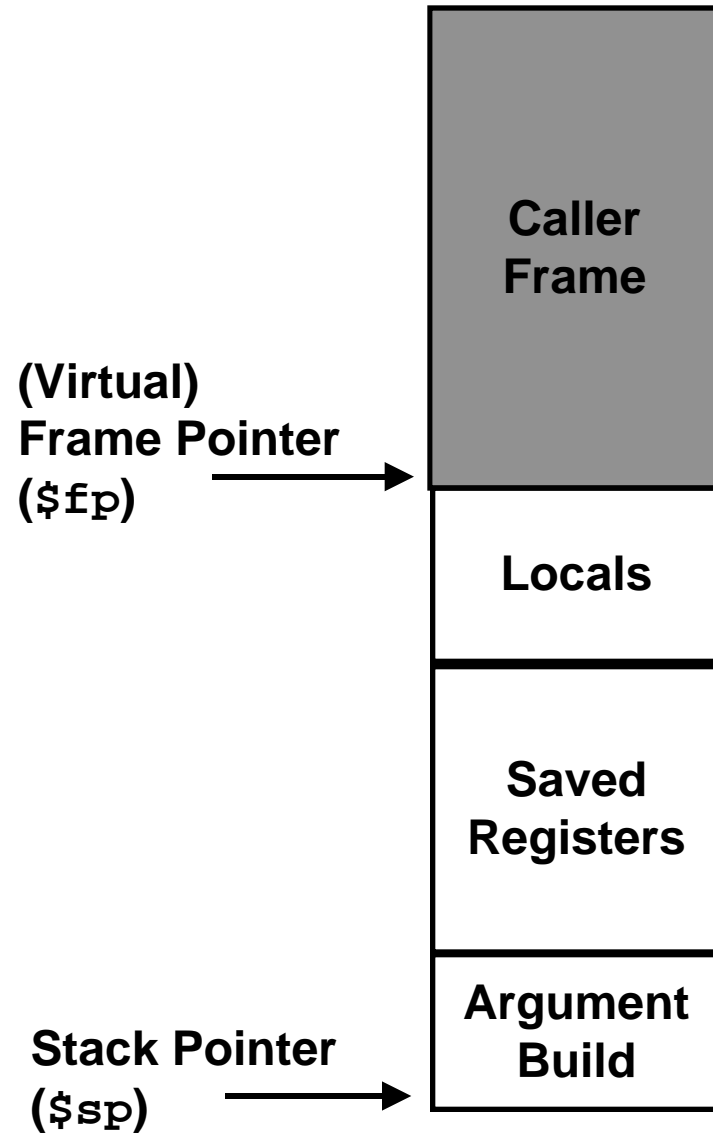 Caller
Frame
(Virtual)
Frame Pointer
($fp)
Locals
Saved
Registers
Argument
Build
Stack Pointer
($sp)